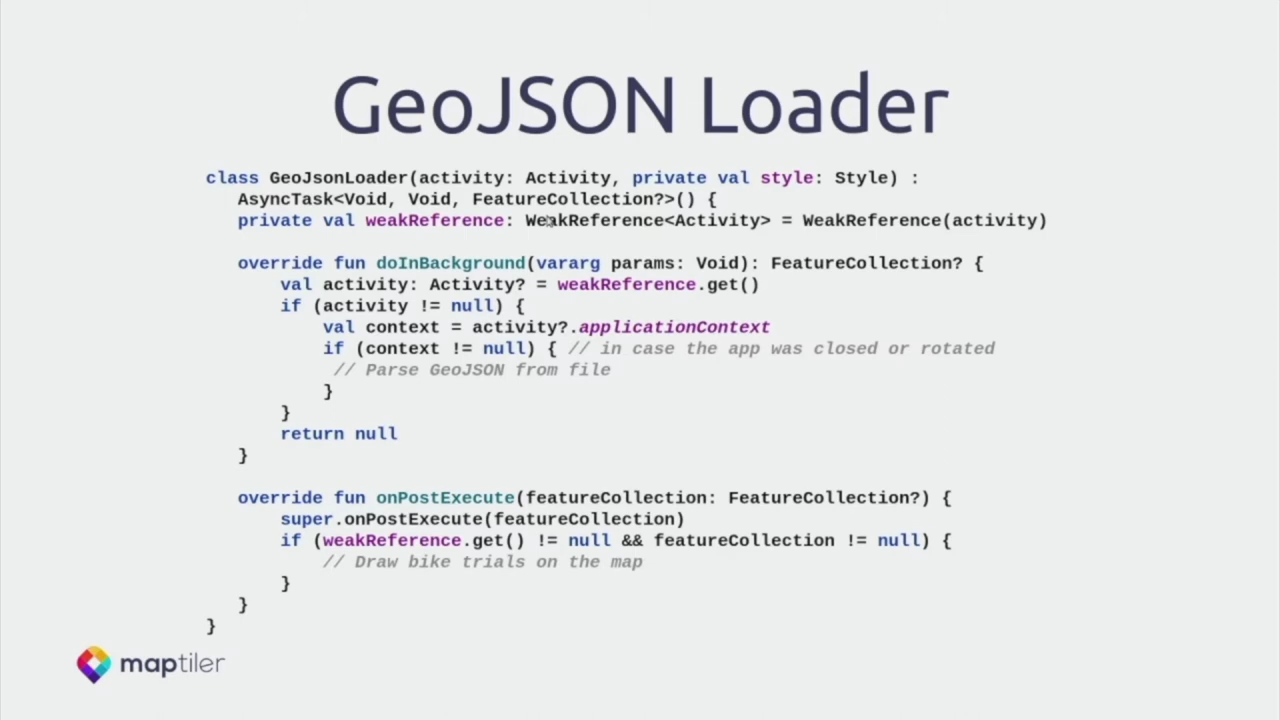 GeoJSON Loader
class GeoJsonLoader(activity: Activity, private val style: Style) :
AsyncTask<Void, Void, FeatureCollection?>() {
private val weakReference: WeakReference<Activity> = WeakReference(activity)
override fun doInBackground(vararg params: Void): FeatureCollection? {
val activity: Activity? = weakReference.get()
if (activity != null) {
val context = activity?.applicationContext
if (context != null) { // in case the app was closed or rotated
// Parse GeoJSON from file
}
}
return null
}
override fun onPostExecute(featureCollection: FeatureCollection?) {
super.onPostExecute(featureCollection)
if (weakReference.get() != null && featureCollection != null) {
// Draw bike trials on the map
}
}
}
maptiler